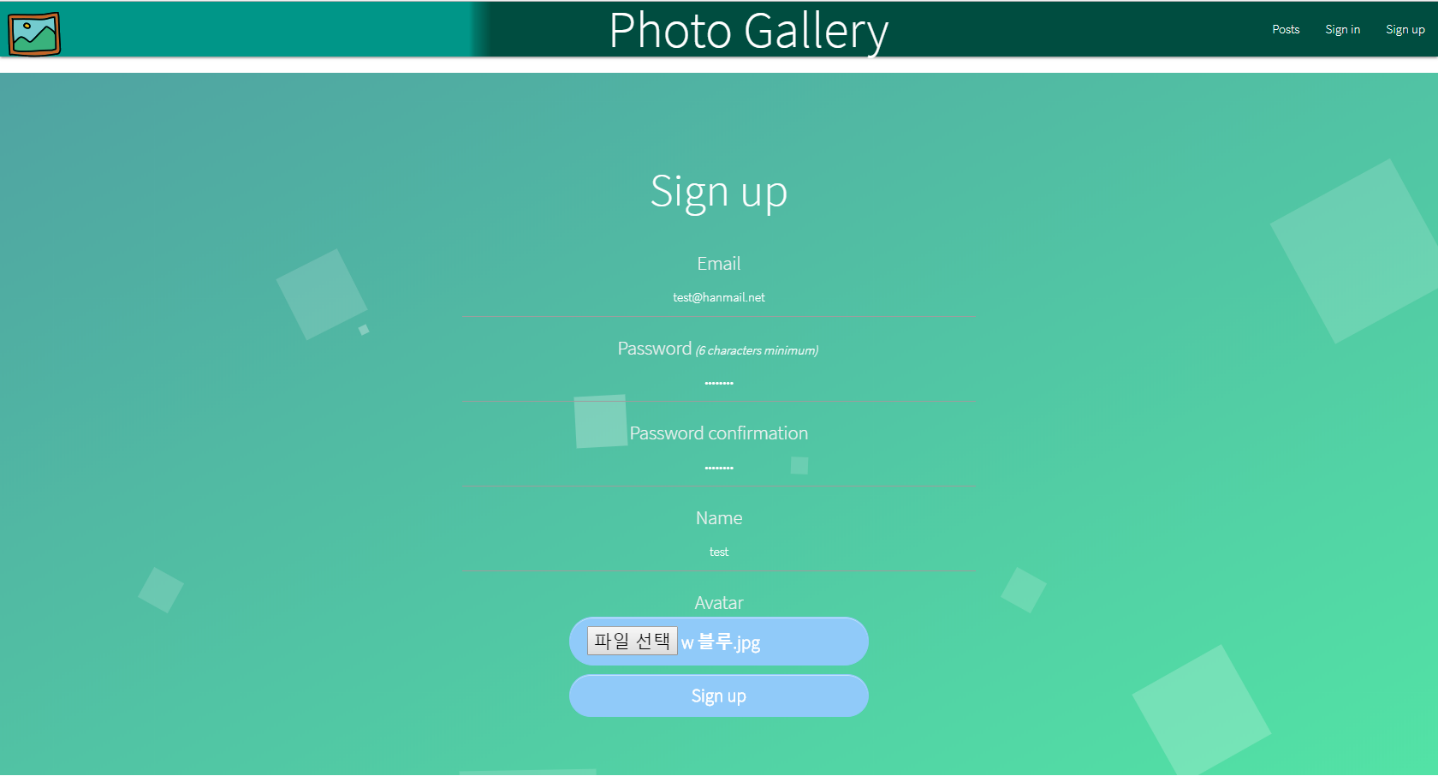 Photo Gallery
Posts Sign in Sign up
Sign up
Email
test@hanmail.net
Password (6 characters minimum)
••••••••
Password confirmation
••••••••
Name
test
Avatar
파일 선택 w 블루.jpg
Sign up